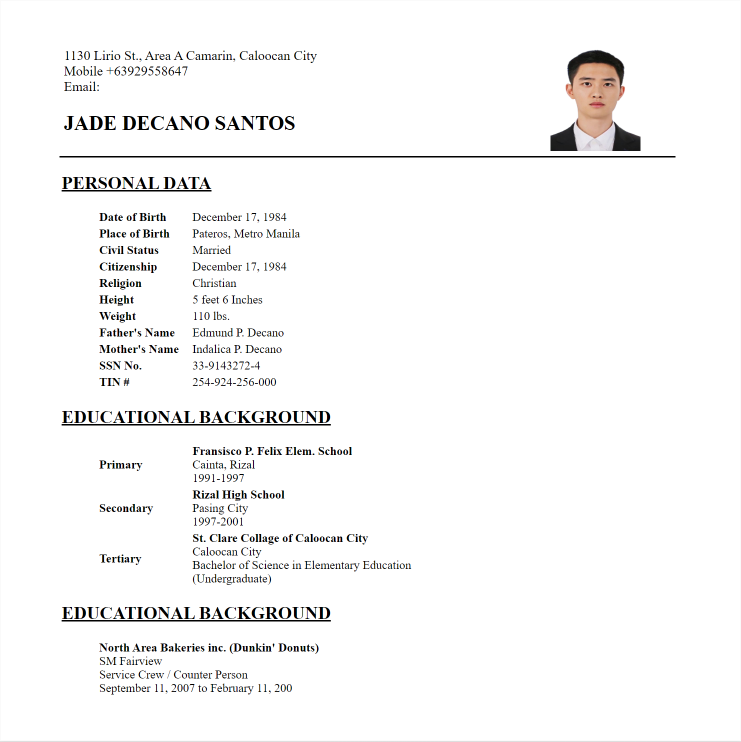 1130 Lirio St., Area A Camarin, Caloocan City
Mobile +63929558647
Email:
JADE DECANO SANTOS
PERSONAL DATA
Date of Birth December 17, 1984
Place of Birth Pateros, Metro Manila
Civil Status Married
Citizenship December 17, 1984
Religion Christian
Height 5 feet 6 Inches
Weight 110 lbs.
Father's Name Edmund P. Decano
Mother's Name Indalica P. Decano
SSN No. 33-9143272-4
TIN # 254-924-256-000
EDUCATIONAL BACKGROUND
Fransisco P. Felix Elem. School
Primary Cainta, Rizal
1991-1997
Rizal High School
Secondary Pasing City
1997-2001
St. Clare Collage of Caloocan City
Caloocan City
Tertiary
Bachelor of Science in Elementary Education
(Undergraduate)
EDUCATIONAL BACKGROUND
North Area Bakeries inc. (Dunkin' Donuts)
SM Fairview
Service Crew / Counter Person
September 11, 2007 to February 11, 200